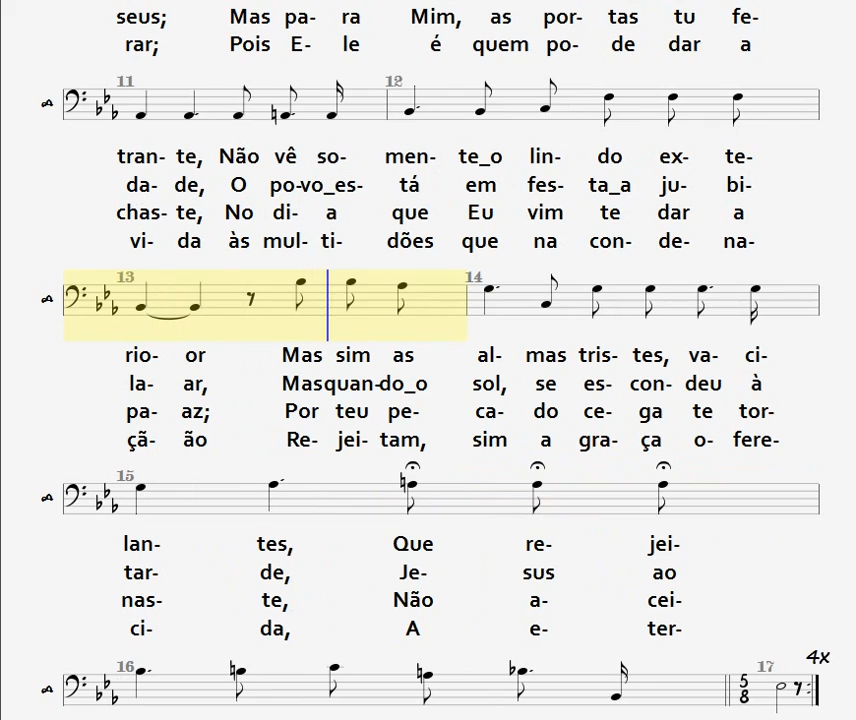 seus; Mas pa- ra Mim, as por- tas tu fe-
rar; Pois E- le é quem po- de dar a
11 12
tran- te, Não vê so- men- te_o lin- do ex- te-
da- de, O po-vo_es- tá em fes- ta_a ju- bi-
chas- te, No di- a que Eu vim te dar a
vi- da às mul- ti- dões que na con- de- na-
13 14
rio- or Mas sim as al- mas tris- tes, va- ci-
la- ar, Mas quan-do_o sol, se es- con- deu à
pa- az; Por teu pe- ca- do ce- ga te tor-
çã- ão Re- jei- tam, sim a gra- ça o- fere-
15
lan- tes, Que re- jei-
tar- de, Je- sus ao
nas- te, Não a- cei-
ci- da, A e- ter-
4x
16 17
5
8